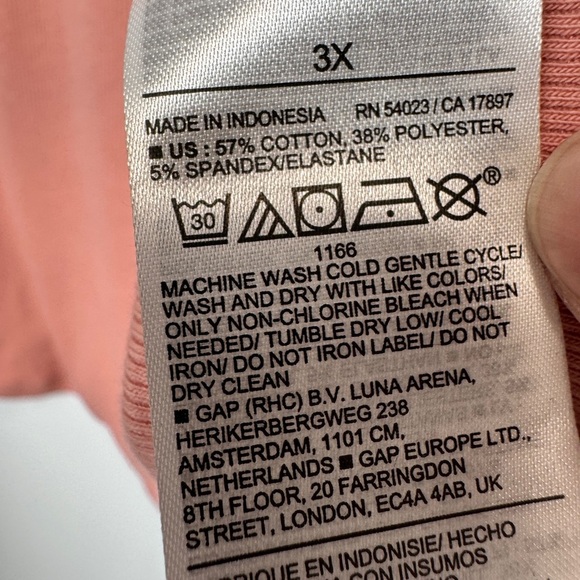 3X
MADE IN INDONESIA RN 54023 / CA 17897
■ US : 57% COTTON, 38% POLYESTER,
5% SPANDEX/ELASTANE
30
®
1166
MACHINE WASH COLD GENTLE CYCLE/
WASH AND DRY WITH LIKE COLORS/
ONLY NON-CHLORINE BLEACH WHEN
NEEDED/ TUMBLE DRY LOW/ COOL
IRON/ DO NOT IRON LABEL/ DO NOT
DRY CLEAN
■ GAP (RHC) B.V. LUNA ARENA,
HERIKERBERGWEG 238
AMSTERDAM, 1101 CM,
NETHERLANDS ■ GAP EUROPE LTD.,
8TH FLOOR, 20 FARRINGDON
STREET, LONDON, EC4A 4AB, UK
EN INDONISIE/ HECHO
CON INSUMOS